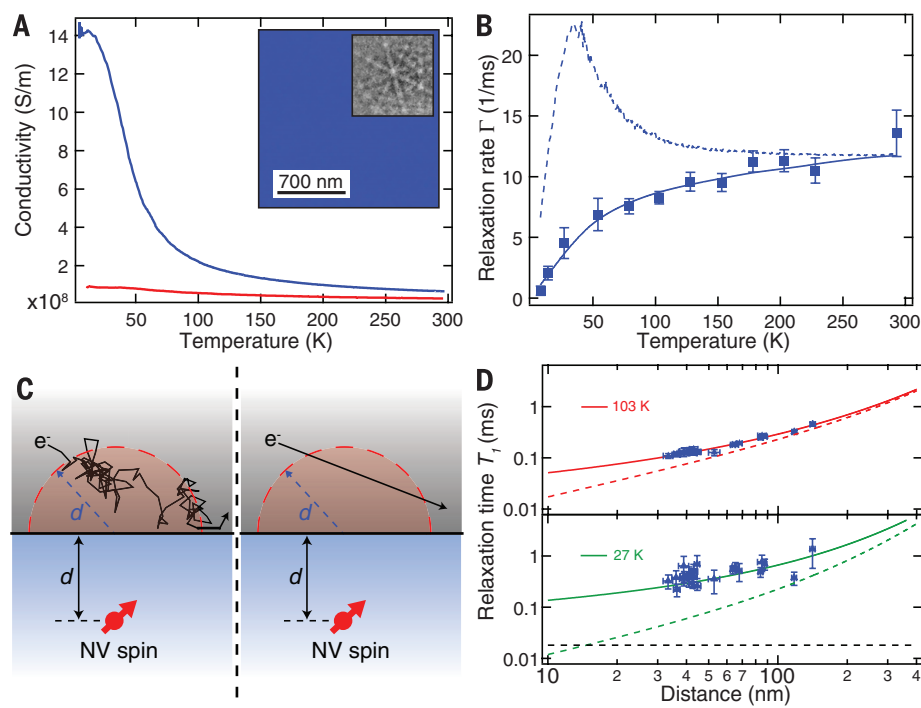 A
Conductivity (S/m)
14
12
10
8
6
4
2
x10⁸
50
100
150
200
250
300
Temperature (K)
700 nm
B
Relaxation rate Γ (1/ms)
20
15
10
5
0
50
100
150
200
250
300
Temperature (K)
C
e⁻
d
d
NV spin
e⁻
d
d
NV spin
D
Relaxation time T₁ (ms)
1
0.1
0.01
103 K
1
0.1
0.01
27 K
10
2
3
4
5
6
7
100
2
3
4
Distance (nm)